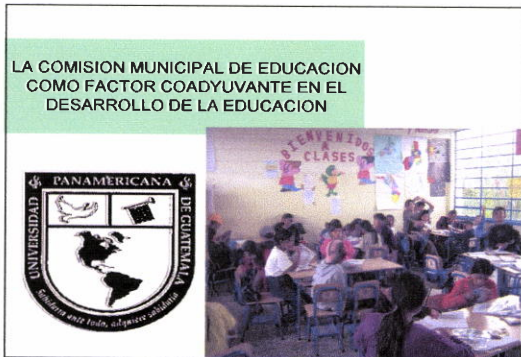 LA COMISION MUNICIPAL DE EDUCACION
COMO FACTOR COADYUVANTE EN EL
DESARROLLO DE LA EDUCACION
BIENVENIDOS
A
CLASES
UNIVERSIDAD PANAMERICANA DE GUATEMALA
Sabiduría ante todo, adquiere sabiduría